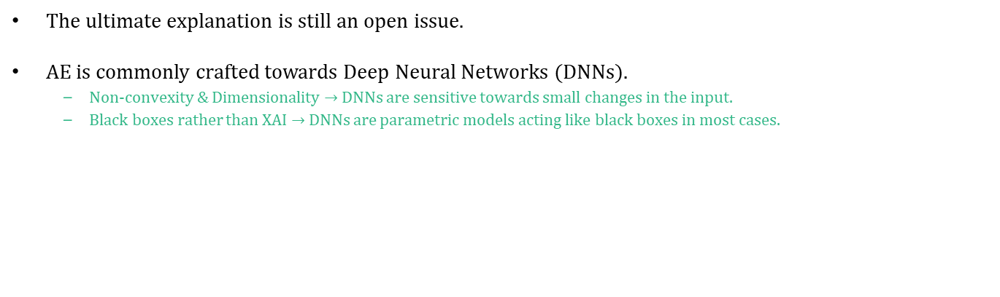 • The ultimate explanation is still an open issue.
• AE is commonly crafted towards Deep Neural Networks (DNNs).
– Non-convexity & Dimensionality → DNNs are sensitive towards small changes in the input.
– Black boxes rather than XAI → DNNs are parametric models acting like black boxes in most cases.